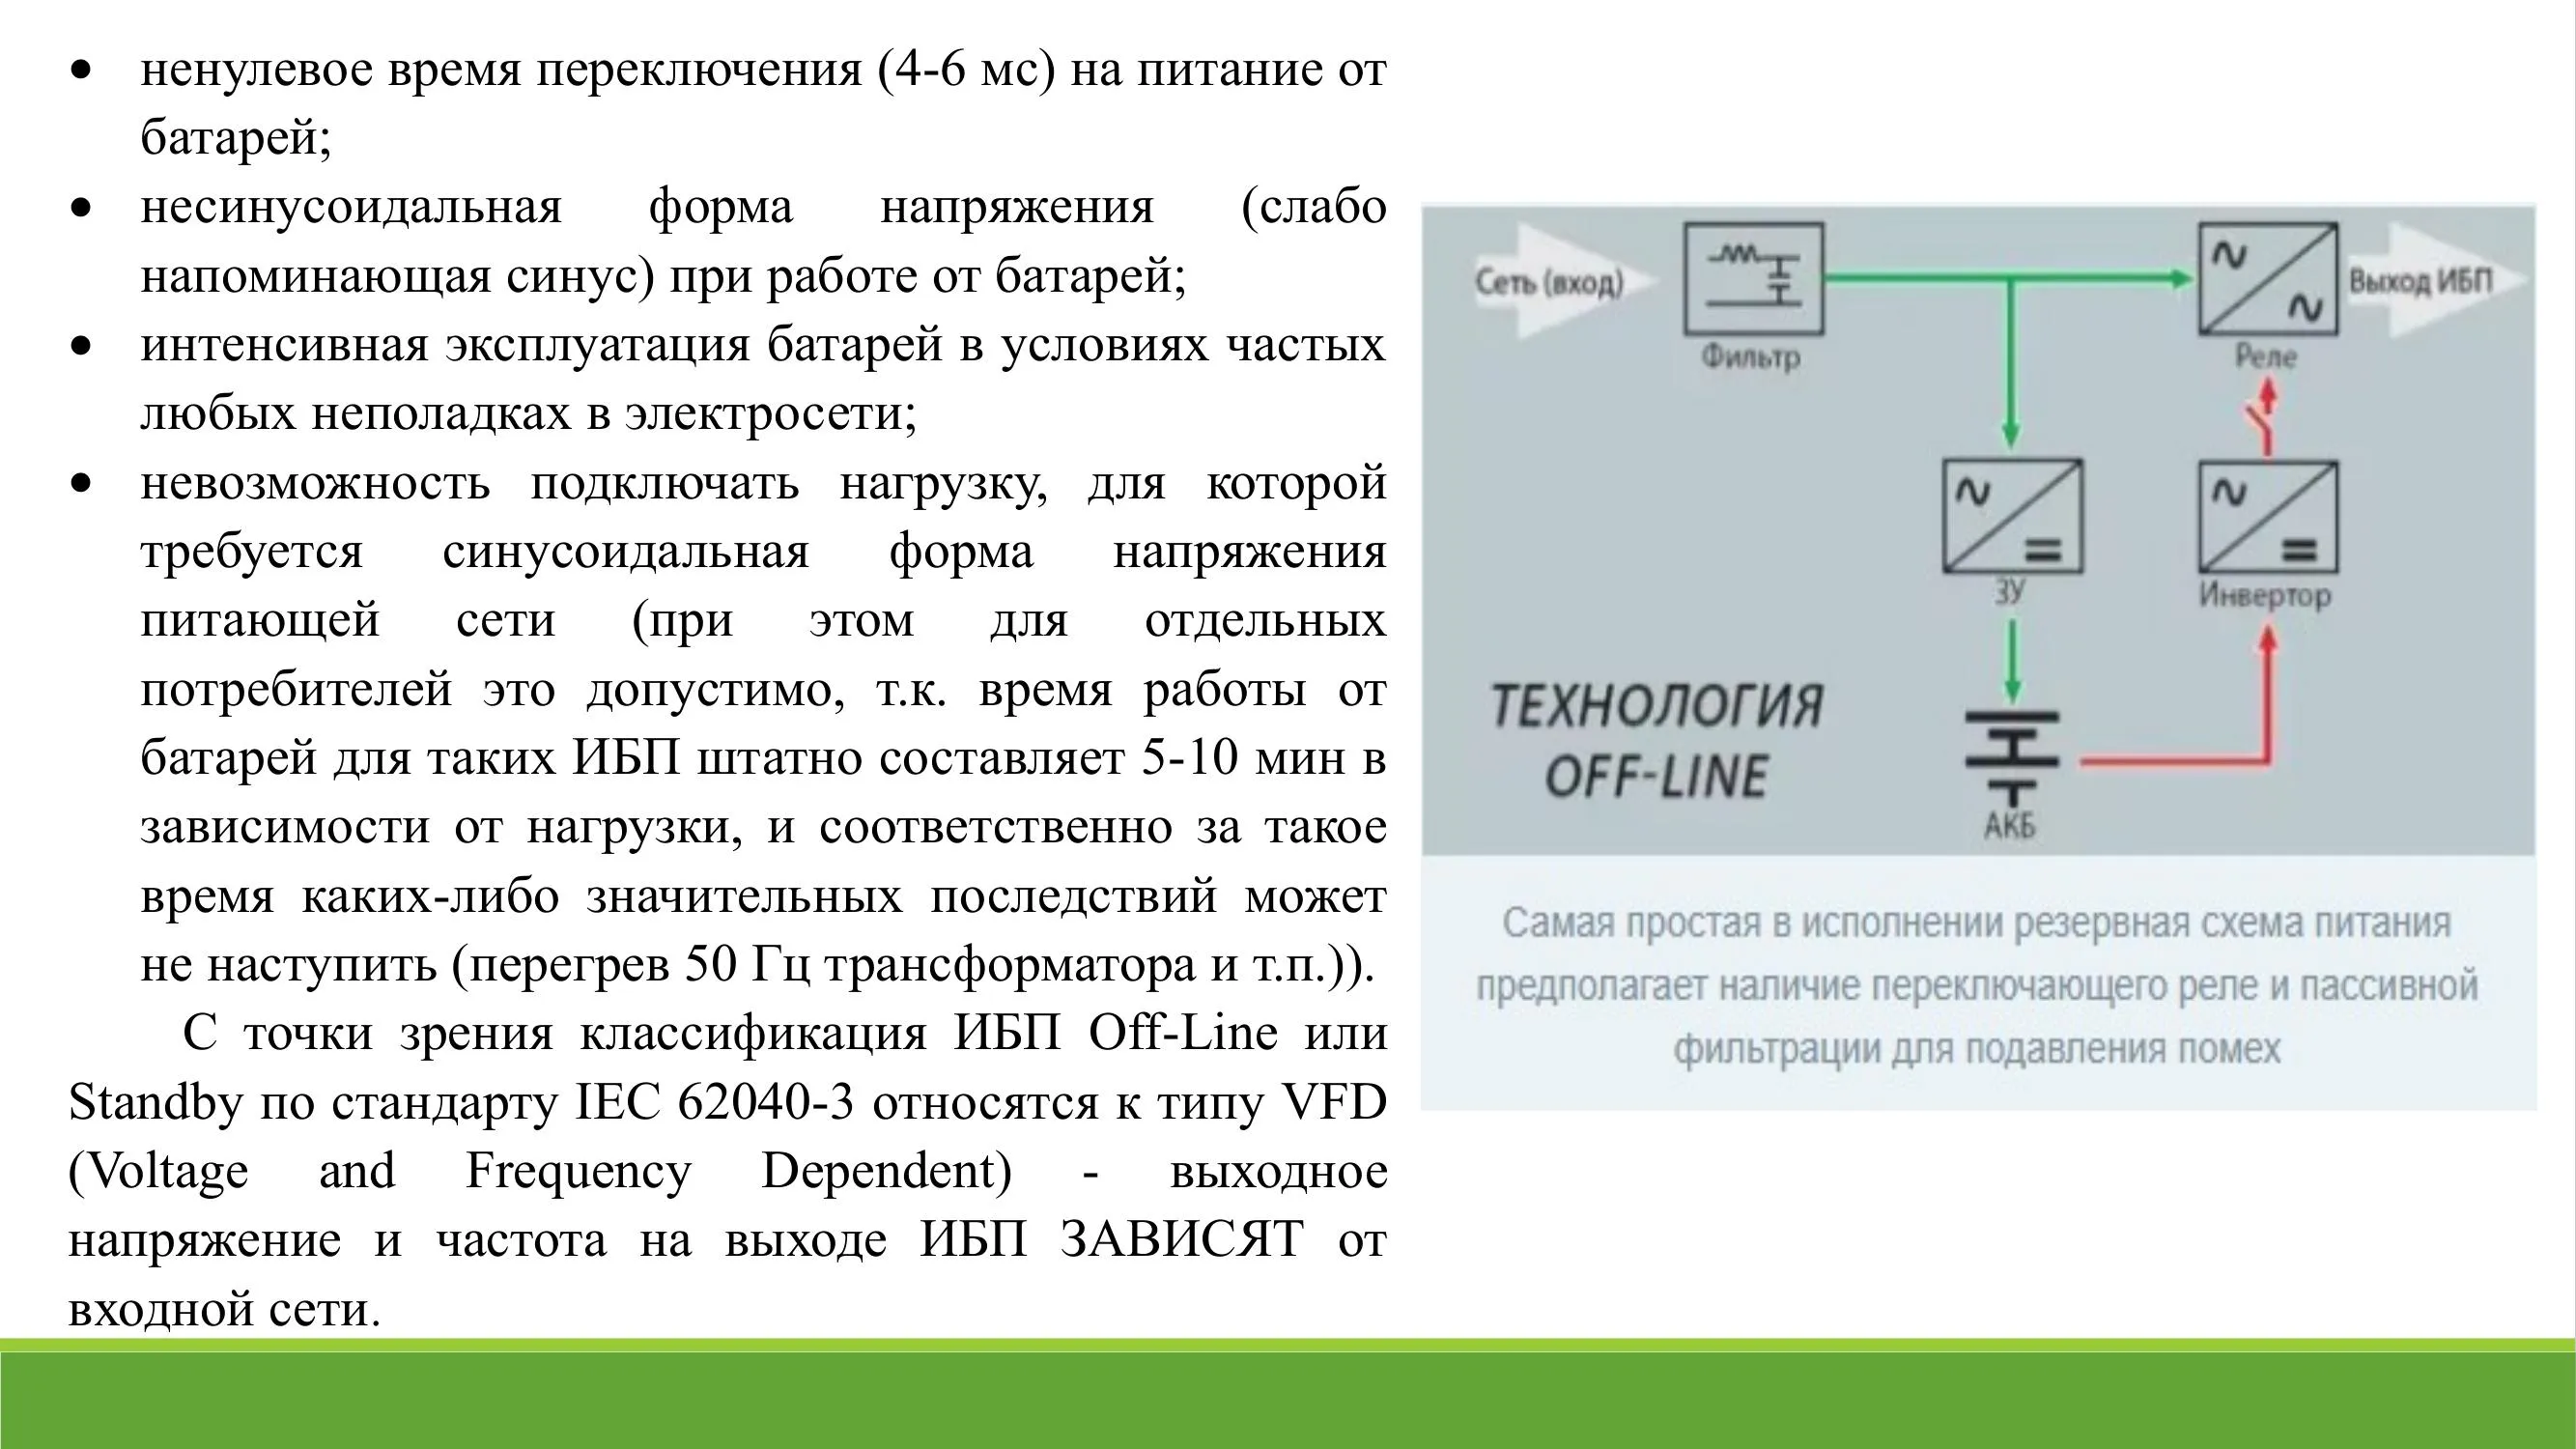 • ненулевое время переключения (4-6 мс) на питание от
батарей;
• несинусоидальная форма напряжения (слабо
напоминающая синус) при работе от батарей;
• интенсивная эксплуатация батарей в условиях частых
любых неполадках в электросети;
• невозможность подключать нагрузку, для которой
требуется синусоидальная форма напряжения
питающей сети (при этом для отдельных
потребителей это допустимо, т.к. время работы от
батарей для таких ИБП штатно составляет 5-10 мин в
зависимости от нагрузки, и соответственно за такое
время каких-либо значительных последствий может
не наступить (перегрев 50 Гц трансформатора и т.п.)).
С точки зрения классификация ИБП Off-Line или
Standby по стандарту IEC 62040-3 относятся к типу VFD
(Voltage and Frequency Dependent) - выходное
напряжение и частота на выходе ИБП ЗАВИСЯТ от
входной сети.
Сеть (вход)
Фильтр
Реле
Выход ИБП
ЗУ
Инвертор
ТЕХНОЛОГИЯ
OFF-LINE
АКБ
Самая простая в исполнении резервная схема питания
предполагает наличие переключающего реле и пассивной
фильтрации для подавления помех